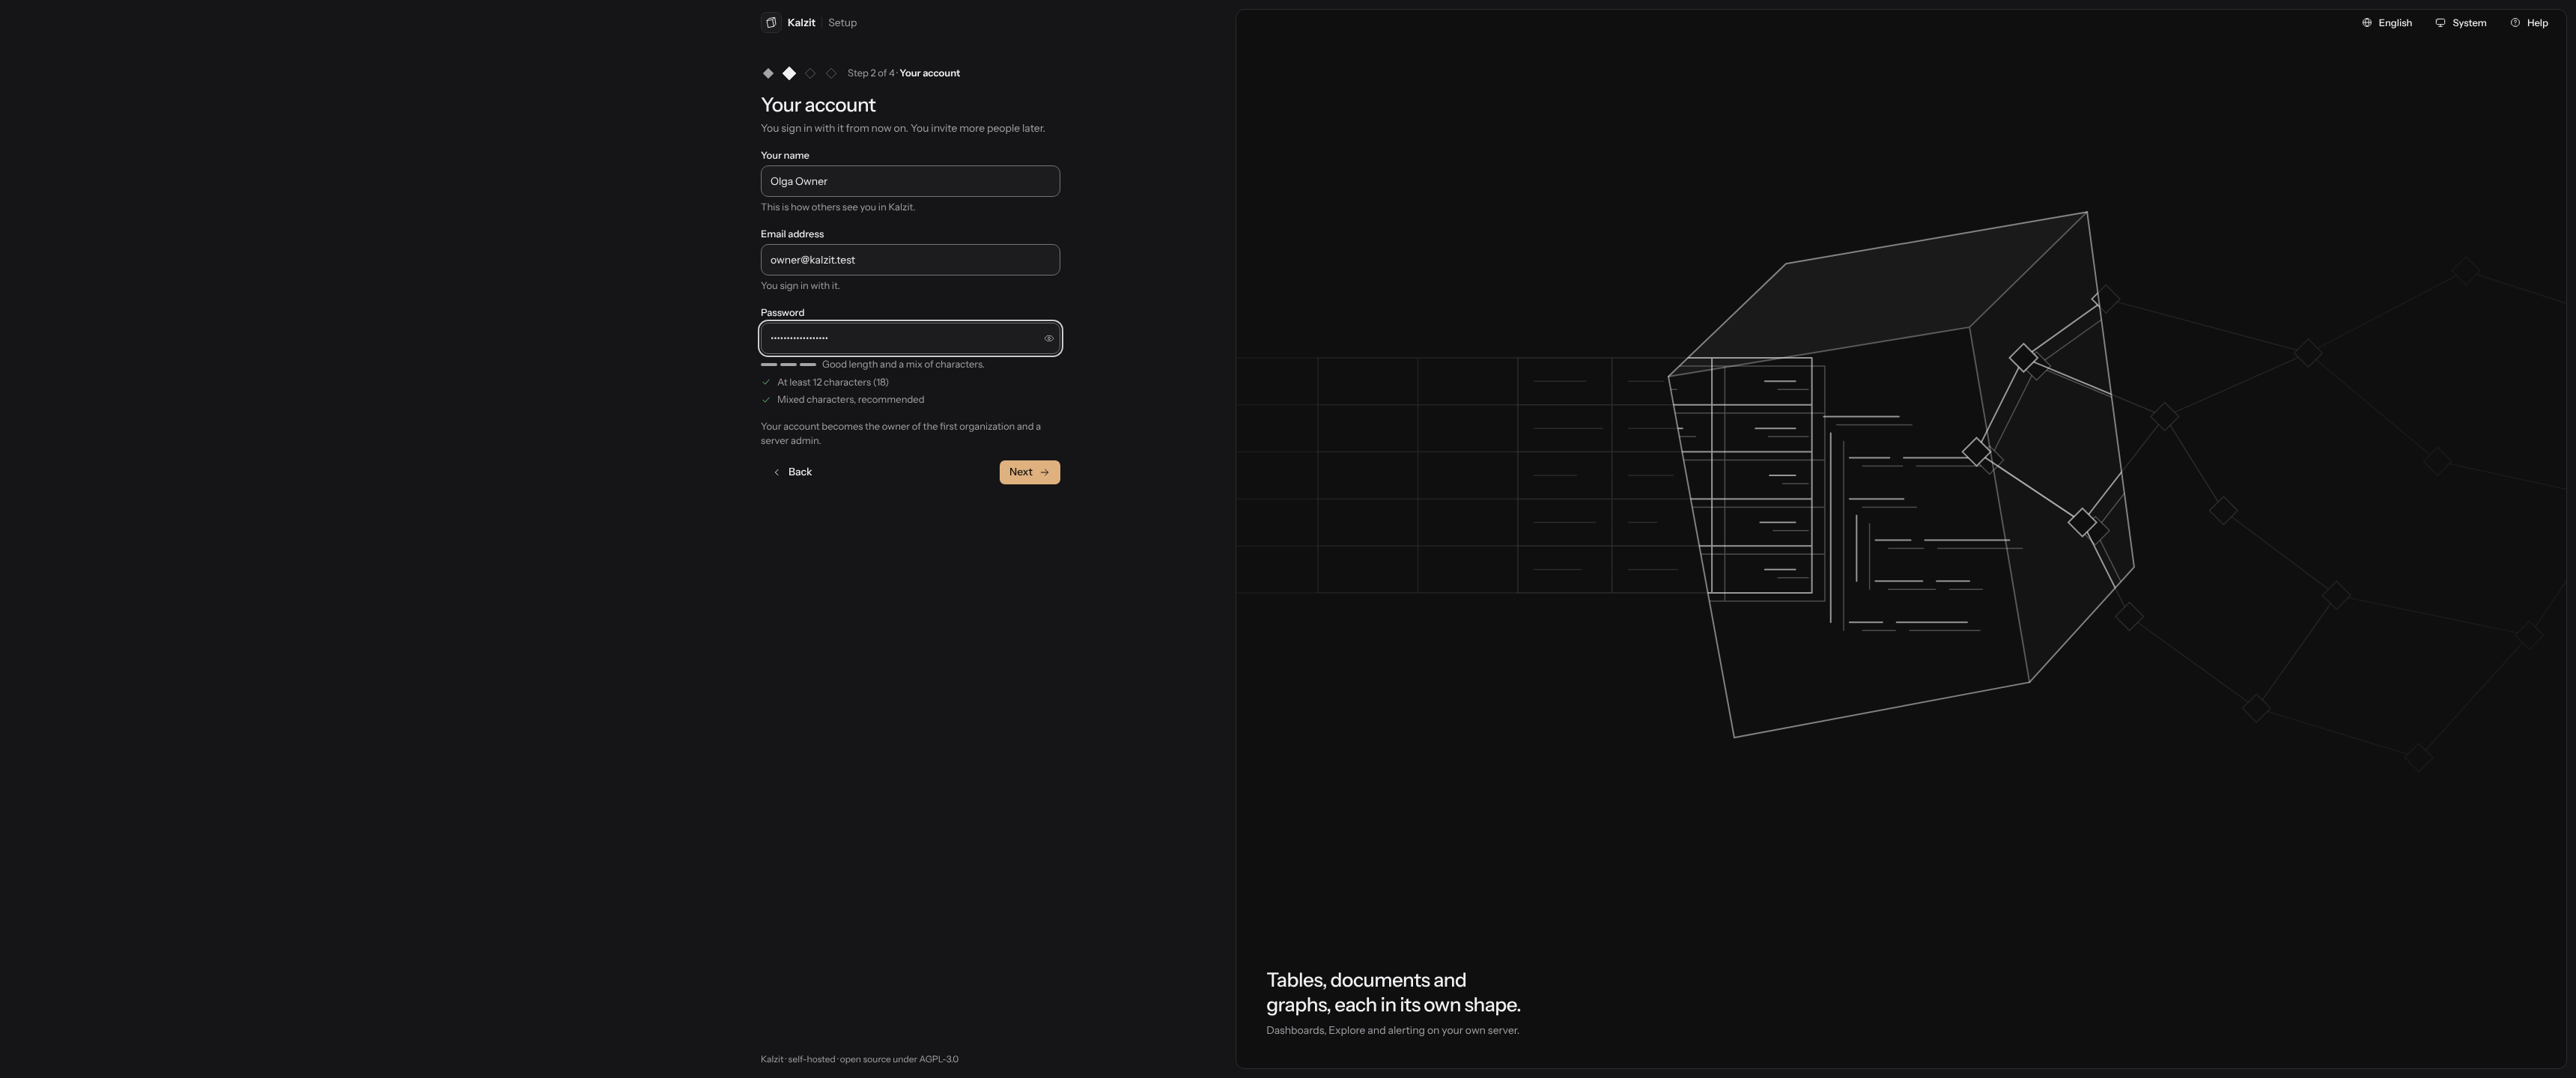 Kalzit
Setup
English
System
Help
Step 2 of 4 · Your account
Your account
You sign in with it from now on. You invite more people later.
Your name
Olga Owner
This is how others see you in Kalzit.
Email address
owner@kalzit.test
You sign in with it.
Password
••••••••••••••••••
Good length and a mix of characters.
At least 12 characters (18)
Mixed characters, recommended
Your account becomes the owner of the first organization and a
server admin.
Back
Next
Tables, documents and
graphs, each in its own shape.
Dashboards, Explore and alerting on your own server.
Kalzit · self-hosted · open source under AGPL-3.0